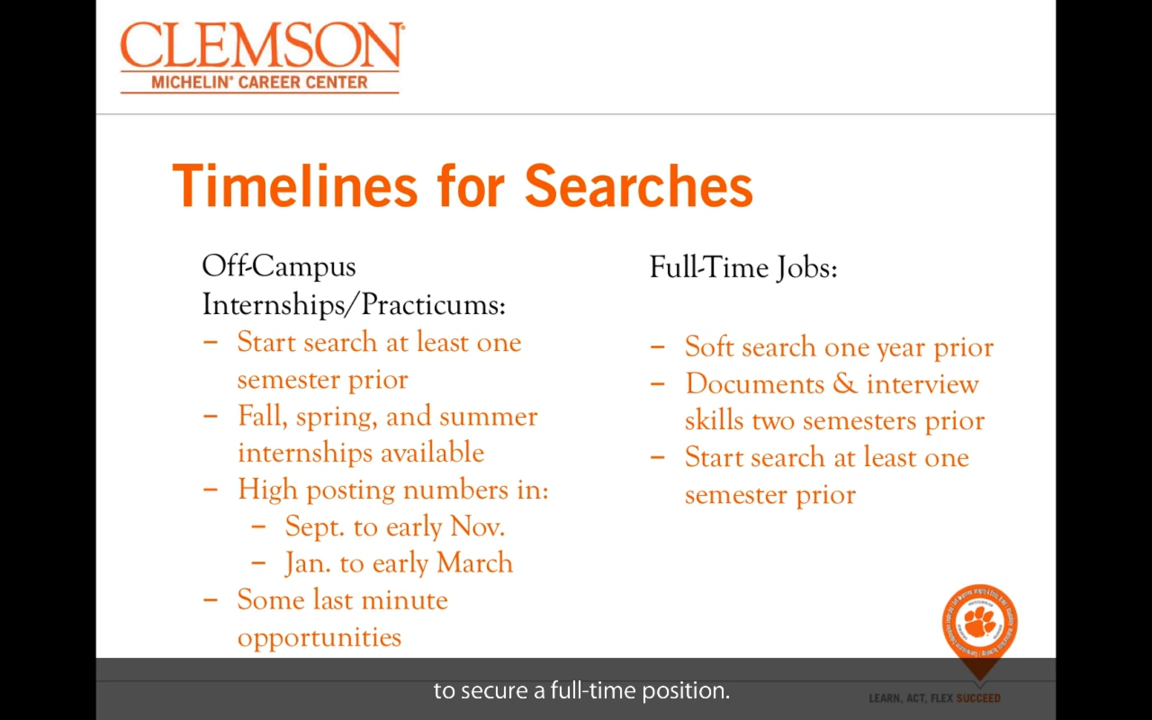 CLEMSON®
MICHELIN® CAREER CENTER
Timelines for Searches
Off-Campus
Internships/Practicums:
– Start search at least one
semester prior
– Fall, spring, and summer
internships available
– High posting numbers in:
– Sept. to early Nov.
– Jan. to early March
– Some last minute
opportunities
Full-Time Jobs:
– Soft search one year prior
– Documents & interview
skills two semesters prior
– Start search at least one
semester prior
to secure a full-time position.
LEARN, ACT, FLEX SUCCEED